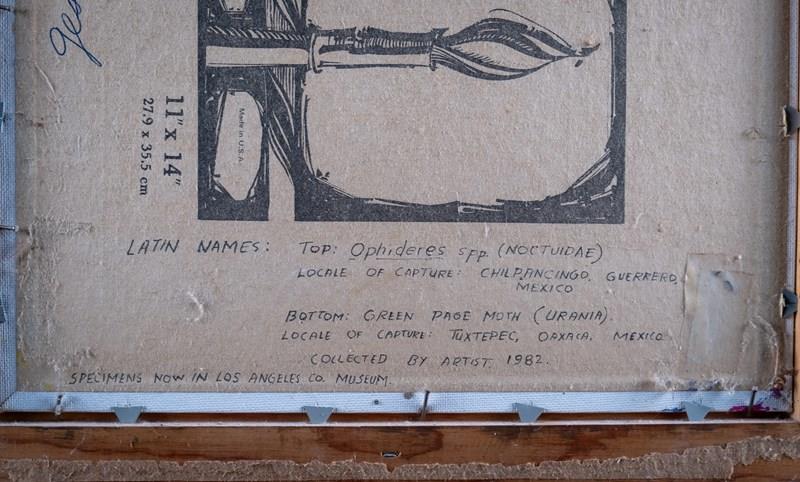 11" x 14"
27.9 x 35.5 cm
Made in U.S.A.
LATIN NAMES: TOP: Ophideres spp. (NOCTUIDAE)
LOCALE OF CAPTURE: CHILPANCINGO, GUERRERO,
MEXICO
BOTTOM: GREEN PAGE MOTH (URANIA).
LOCALE OF CAPTURE: TUXTEPEC, OAXACA, MEXICO
COLLECTED BY ARTIST, 1982.
SPECIMENS NOW IN LOS ANGELES CO. MUSEUM.